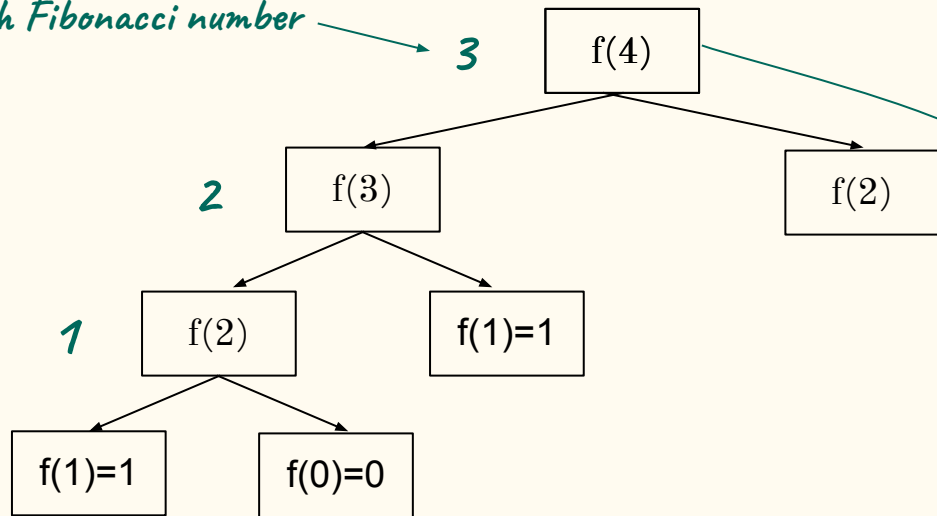 h Fibonacci number
3
f(4)
2
f(3)
f(2)
1
f(2)
f(1)=1
f(1)=1
f(0)=0